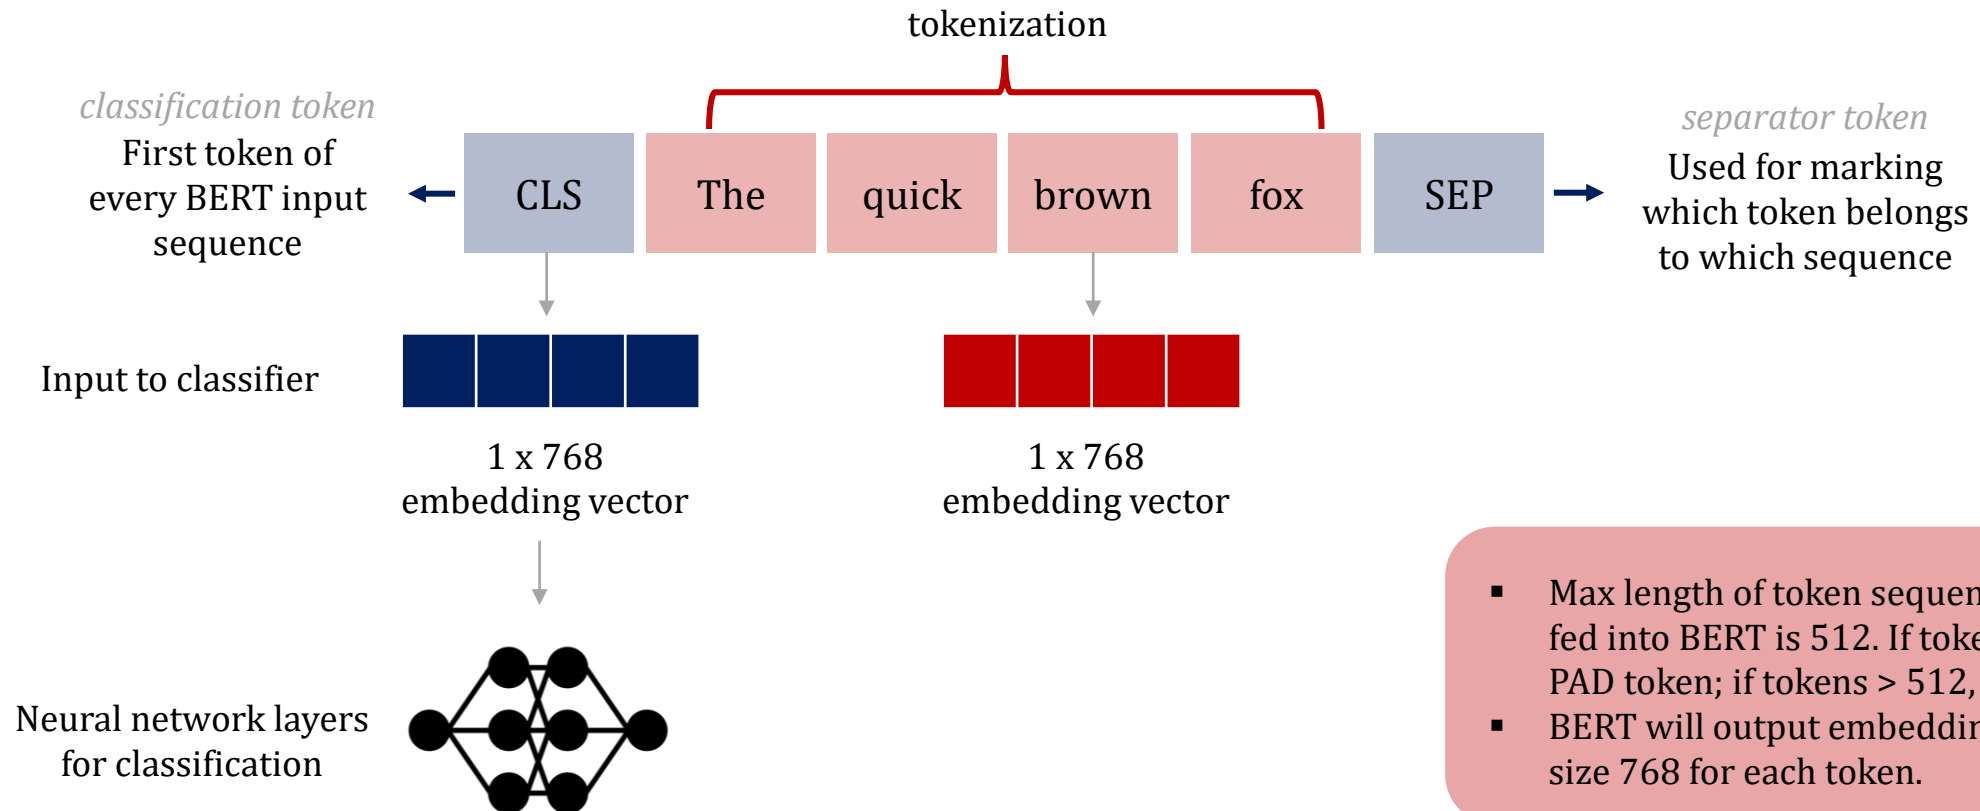 tokenization
classification token
First token of
every BERT input
sequence
CLS
The
quick
brown
fox
SEP
separator token
Used for marking
which token belongs
to which sequence
Input to classifier
1 x 768
embedding vector
1 x 768
embedding vector
Neural network layers
for classification
▪ Max length of token
fed into BERT is 512. If
PAD token; if tokens > 512,
▪ BERT will output
size 768 for each token.